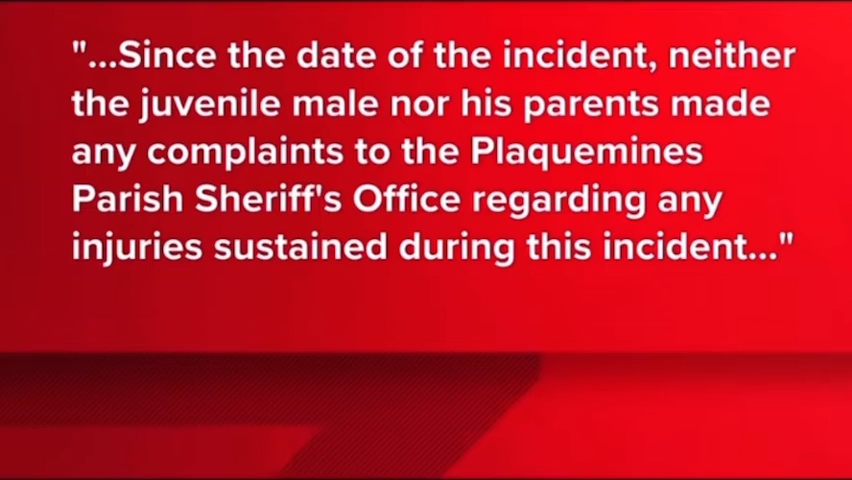 "...Since the date of the incident, neither
the juvenile male nor his parents made
any complaints to the Plaquemines
Parish Sheriff's Office regarding any
injuries sustained during this incident..."